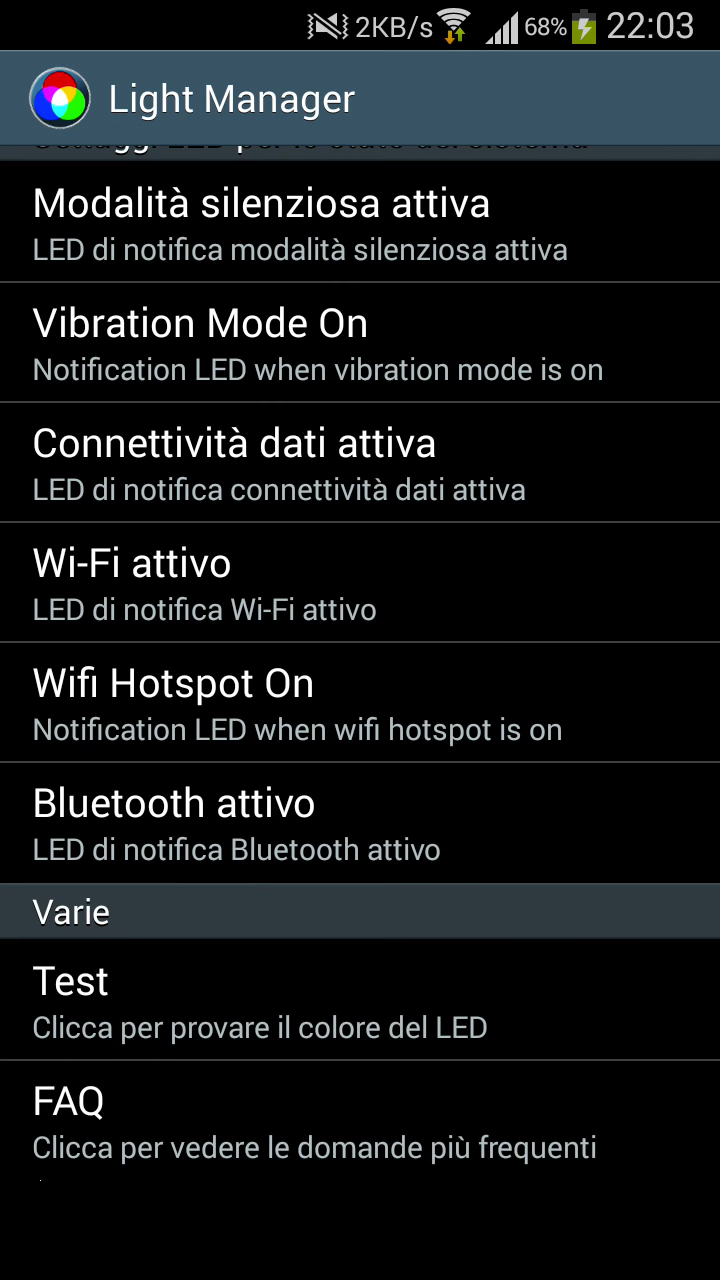 2KB/s 68% 22:03
Light Manager
Modalità silenziosa attiva
LED di notifica modalità silenziosa attiva
Vibration Mode On
Notification LED when vibration mode is on
Connettività dati attiva
LED di notifica connettività dati attiva
Wi-Fi attivo
LED di notifica Wi-Fi attivo
Wifi Hotspot On
Notification LED when wifi hotspot is on
Bluetooth attivo
LED di notifica Bluetooth attivo
Varie
Test
Clicca per provare il colore del LED
FAQ
Clicca per vedere le domande più frequenti